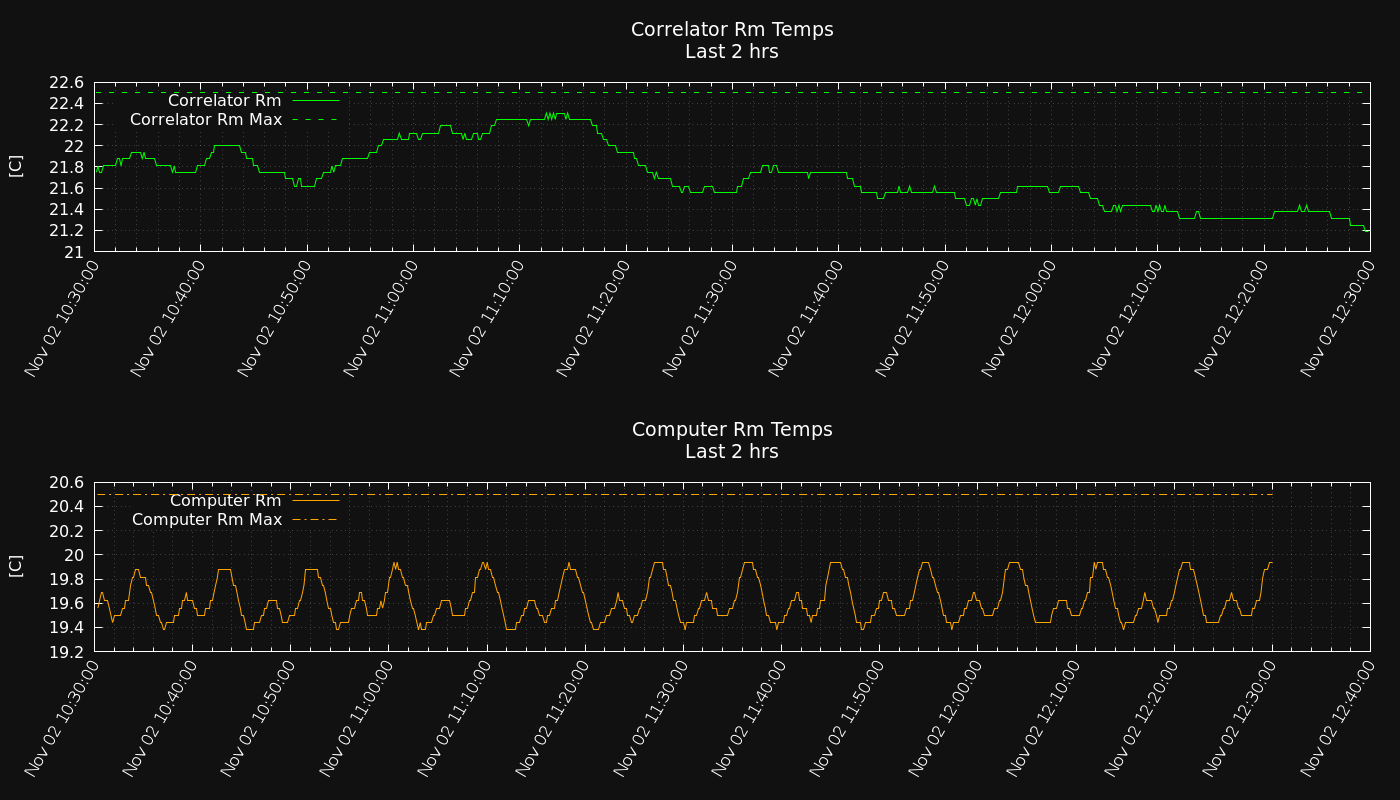 Correlator Rm Temps
Last 2 hrs
22.6
22.4
22.2
22
21.8
21.6
21.4
21.2
21
[C]
Correlator Rm
Correlator Rm Max
Nov 02 10:30:00
Nov 02 10:40:00
Nov 02 10:50:00
Nov 02 11:00:00
Nov 02 11:10:00
Nov 02 11:20:00
Nov 02 11:30:00
Nov 02 11:40:00
Nov 02 11:50:00
Nov 02 12:00:00
Nov 02 12:10:00
Nov 02 12:20:00
Nov 02 12:30:00
Computer Rm Temps
Last 2 hrs
20.6
20.4
20.2
20
19.8
19.6
19.4
19.2
[C]
Computer Rm
Computer Rm Max
Nov 02 10:30:00
Nov 02 10:40:00
Nov 02 10:50:00
Nov 02 11:00:00
Nov 02 11:10:00
Nov 02 11:20:00
Nov 02 11:30:00
Nov 02 11:40:00
Nov 02 11:50:00
Nov 02 12:00:00
Nov 02 12:10:00
Nov 02 12:20:00
Nov 02 12:30:00
Nov 02 12:40:00